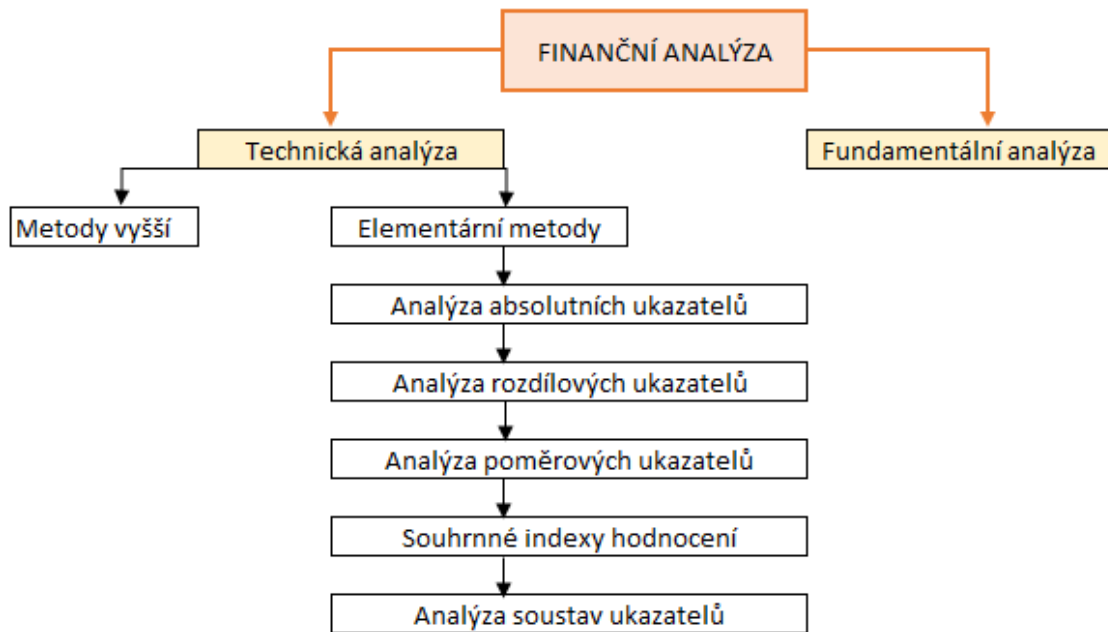 FINANČNÍ ANALÝZA
Technická analýza
Fundamentální analýza
Metody vyšší
Elementární metody
Analýza absolutních ukazatelů
Analýza rozdílových ukazatelů
Analýza poměrových ukazatelů
Souhrnné indexy hodnocení
Analýza soustav ukazatelů